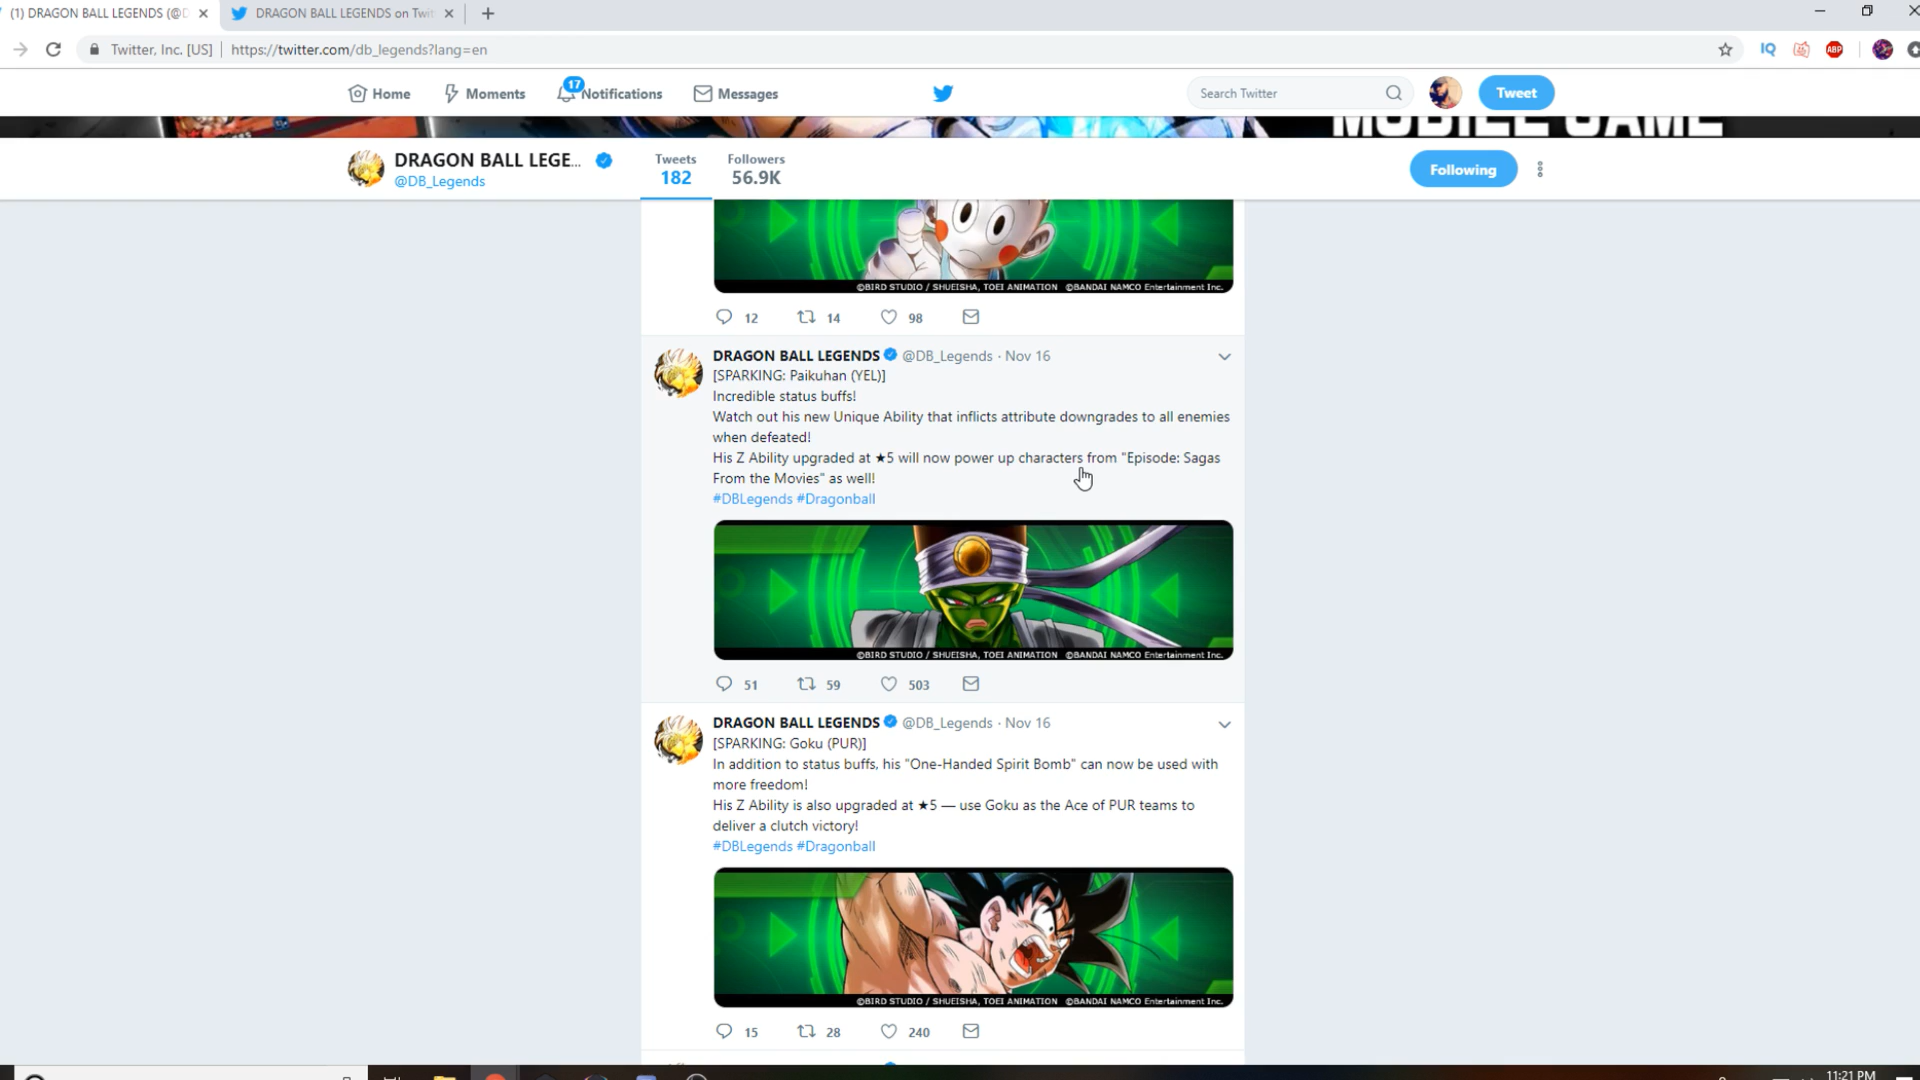 (1) DRAGON BALL LEGENDS (@D
DRAGON BALL LEGENDS on Twit
Twitter, Inc. [US]
https://twitter.com/db_legends?lang=en
IQ
ABP
Home
Moments
17
Notifications
Messages
Search Twitter
Tweet
MOBILE GAME
DRAGON BALL LEGE...
@DB_Legends
Tweets
182
Followers
56.9K
Following
©BIRD STUDIO / SHUEISHA, TOEI ANIMATION ©BANDAI NAMCO Entertainment Inc.
12 14 98
DRAGON BALL LEGENDS @DB_Legends · Nov 16
[SPARKING: Paikuhan (YEL)]
Incredible status buffs!
Watch out his new Unique Ability that inflicts attribute downgrades to all enemies
when defeated!
His Z Ability upgraded at ★5 will now power up characters from "Episode: Sagas
From the Movies" as well!
#DBLegends #Dragonball
©BIRD STUDIO / SHUEISHA, TOEI ANIMATION ©BANDAI NAMCO Entertainment Inc.
51 59 503
DRAGON BALL LEGENDS @DB_Legends · Nov 16
[SPARKING: Goku (PUR)]
In addition to status buffs, his "One-Handed Spirit Bomb" can now be used with
more freedom!
His Z Ability is also upgraded at ★5 — use Goku as the Ace of PUR teams to
deliver a clutch victory!
#DBLegends #Dragonball
©BIRD STUDIO / SHUEISHA, TOEI ANIMATION ©BANDAI NAMCO Entertainment Inc.
15 28 240
11:21 PM